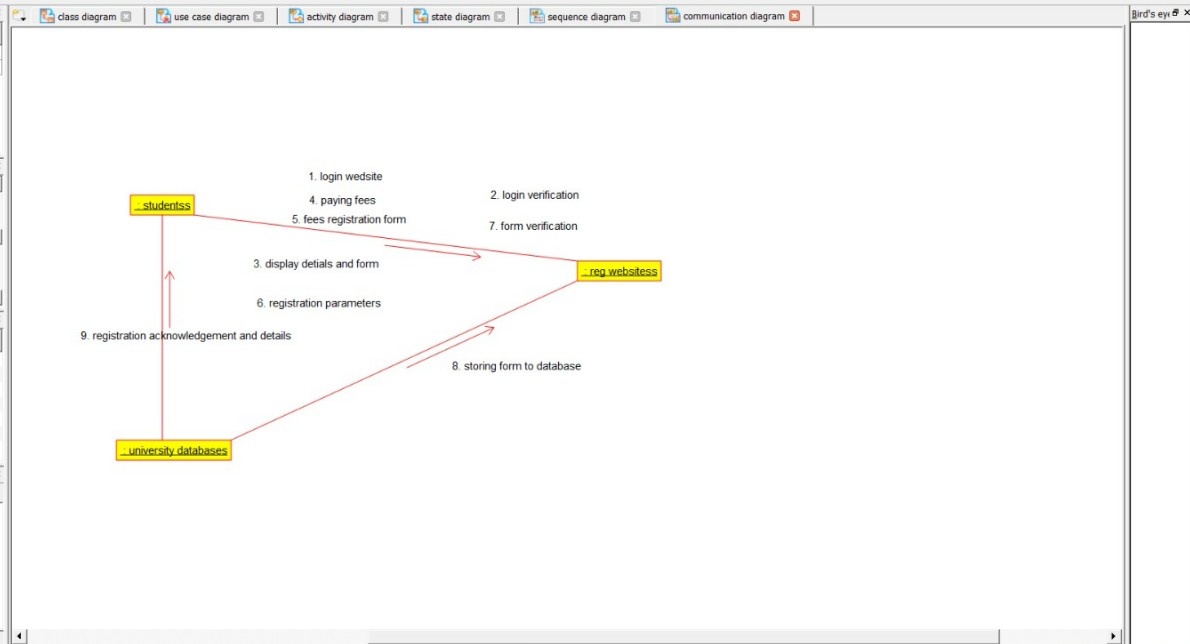 class diagram
use case diagram
activity diagram
state diagram
sequence diagram
communication diagram
Bird's eye
1. login wedsite
4. paying fees
5. fees registration form
2. login verification
7. form verification
: studentss
3. display detials and form
: reg websitess
6. registration parameters
9. registration acknowledgement and details
8. storing form to database
: university databases